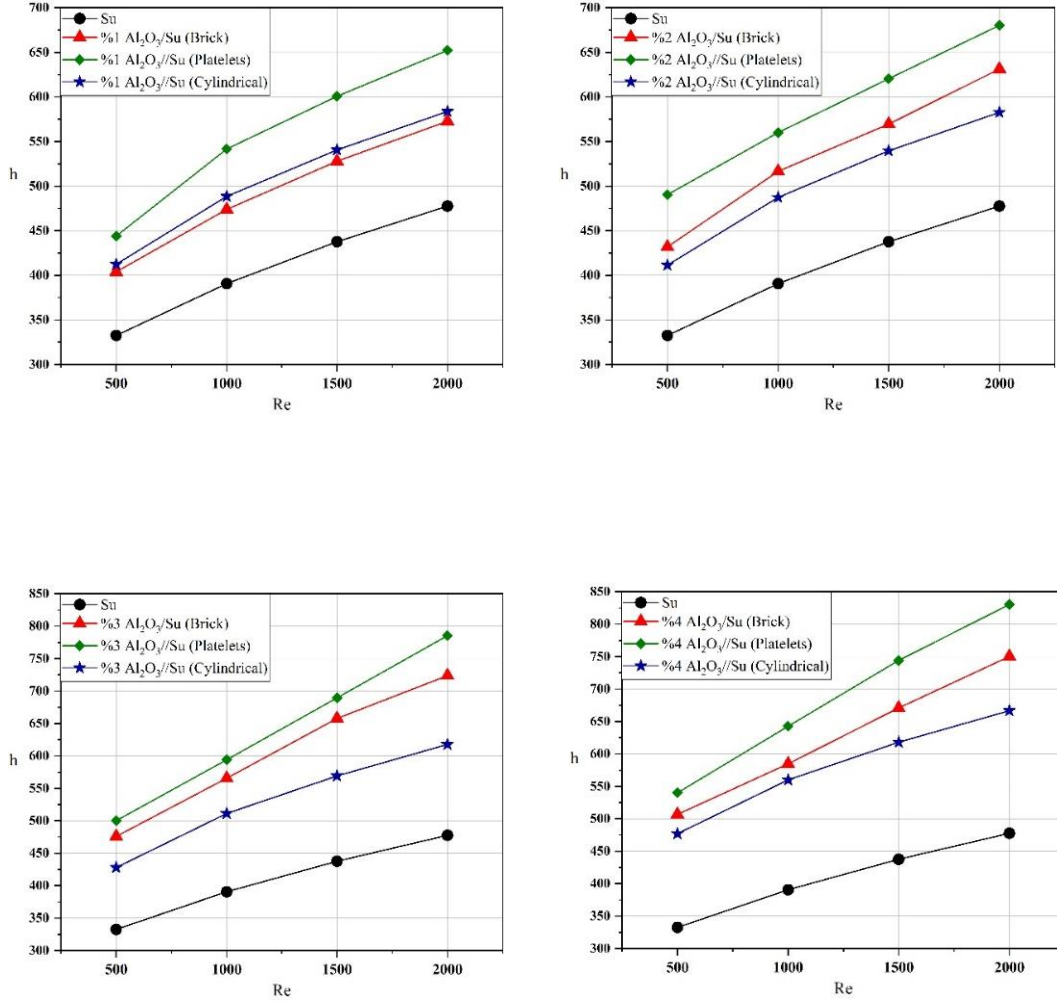 700
650
600
550
500
450
400
350
300
h
Su
%1 Al₂O₃/Su (Brick)
%1 Al₂O₃//Su (Platelets)
%1 Al₂O₃//Su (Cylindrical)
500 1000 1500 2000
Re
700
650
600
550
500
450
400
350
300
h
Su
%2 Al₂O₃/Su (Brick)
%2 Al₂O₃//Su (Platelets)
%2 Al₂O₃//Su (Cylindrical)
500 1000 1500 2000
Re
850
800
750
700
650
600
550
500
450
400
350
300
h
Su
%3 Al₂O₃/Su (Brick)
%3 Al₂O₃//Su (Platelets)
%3 Al₂O₃//Su (Cylindrical)
500 1000 1500 2000
Re
850
800
750
700
650
600
550
500
450
400
350
300
h
Su
%4 Al₂O₃/Su (Brick)
%4 Al₂O₃//Su (Platelets)
%4 Al₂O₃//Su (Cylindrical)
500 1000 1500 2000
Re